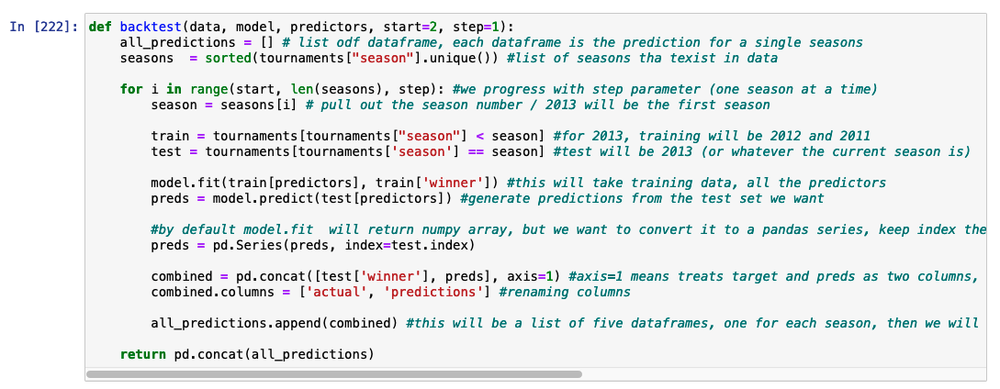 In [222]: def backtest(data, model, predictors, start=2, step=1):
all_predictions = [] # list odf dataframe, each dataframe is the prediction for a single seasons
seasons  = sorted(tournaments["season"].unique()) #list of seasons tha texist in data
for i in range(start, len(seasons), step): #we progress with step parameter (one season at a time)
season = seasons[i] # pull out the season number / 2013 will be the first season
train = tournaments[tournaments["season"] < season] #for 2013, training will be 2012 and 2011
test = tournaments[tournaments['season'] == season] #test will be 2013 (or whatever the current season is)
model.fit(train[predictors], train['winner']) #this will take training data, all the predictors
preds = model.predict(test[predictors]) #generate predictions from the test set we want
#by default model.fit  will return numpy array, but we want to convert it to a pandas series, keep index the
preds = pd.Series(preds, index=test.index)
combined = pd.concat([test['winner'], preds], axis=1) #axis=1 means treats target and preds as two columns,
combined.columns = ['actual', 'predictions'] #renaming columns
all_predictions.append(combined) #this will be a list of five dataframes, one for each season, then we will
return pd.concat(all_predictions)